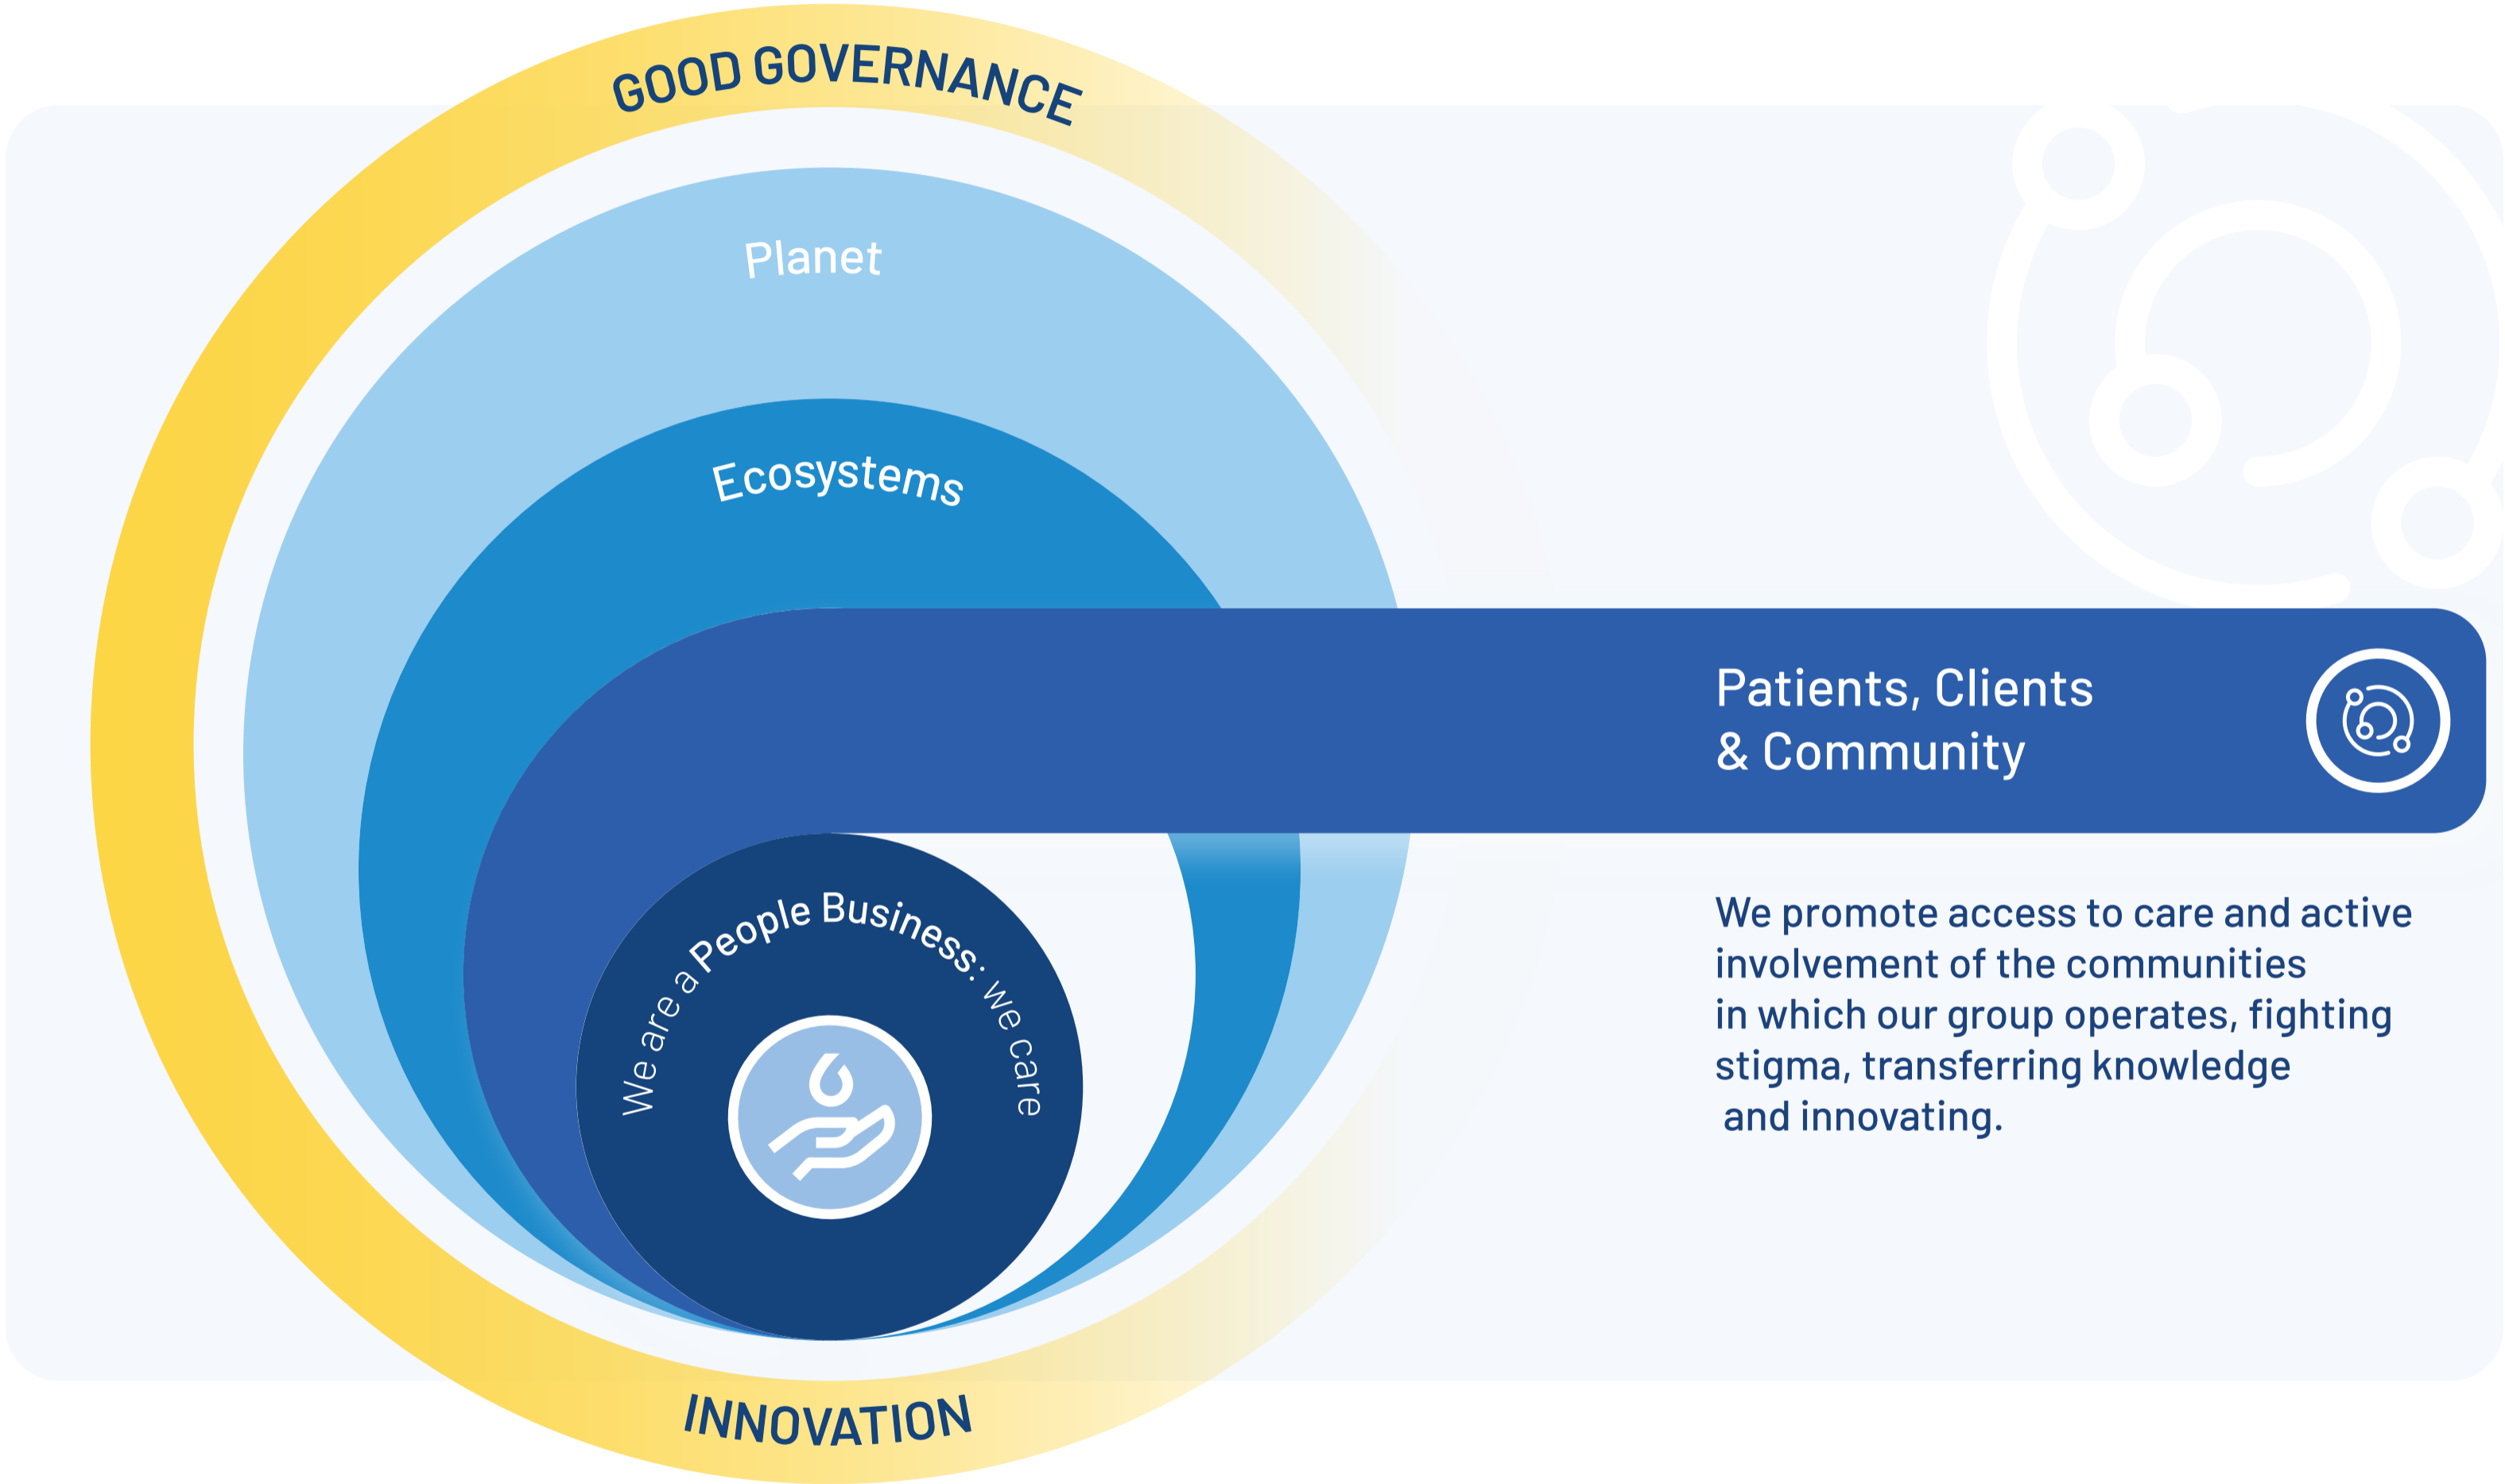 GOOD GOVERNANCE
Planet
Ecosystems
Patients, Clients
& Community
We are a People Business: we care
We promote access to care and active
involvement of the communities
in which our group operates, fighting
stigma, transferring knowledge
and innovating.
INNOVATION